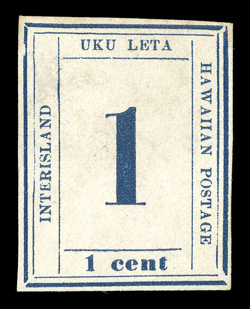 UKU LETA
INTERISLAND
1
HAWAIIAN POSTAGE
1 cent